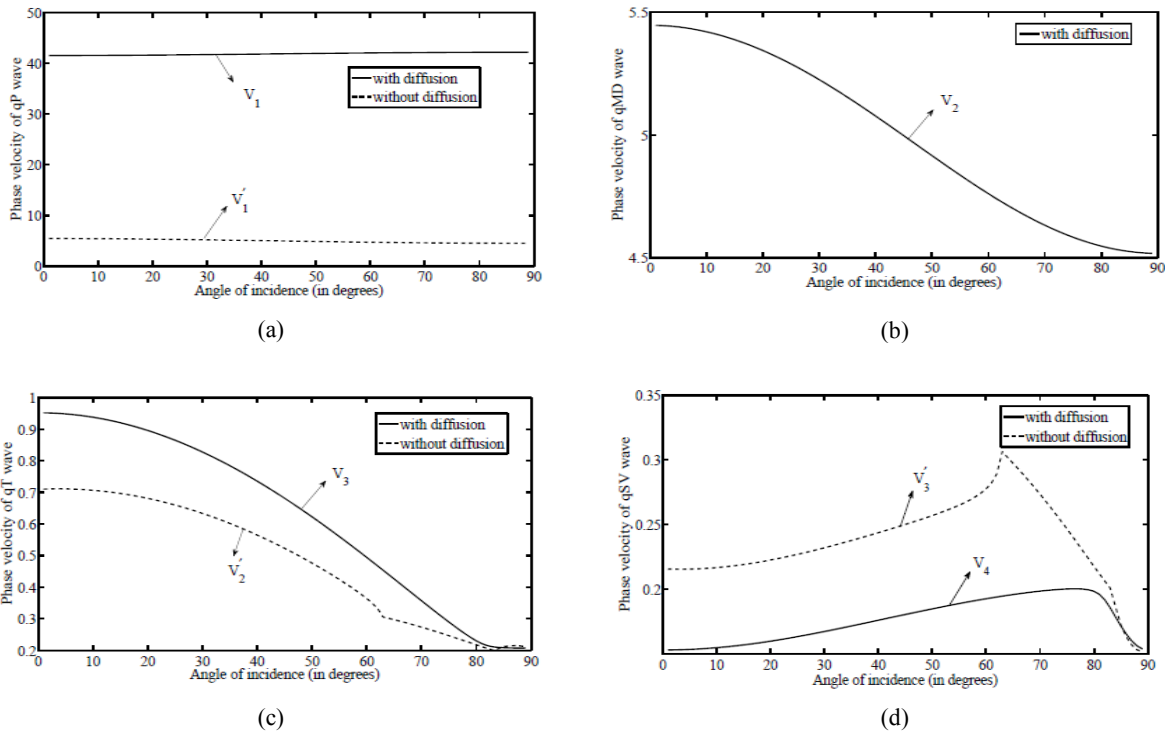 50
40
30
20
10
0
Phase velocity of qP wave
with diffusion
without diffusion
V1
V1′
0 10 20 30 40 50 60 70 80 90
Angle of incidence (in degrees)
(a)
5.5
5
4.5
Phase velocity of qMD wave
with diffusion
V2
0 10 20 30 40 50 60 70 80 90
Angle of incidence (in degrees)
(b)
1
0.9
0.8
0.7
0.6
0.5
0.4
0.3
0.2
Phase velocity of qT wave
with diffusion
without diffusion
V3
V2′
0 10 20 30 40 50 60 70 80 90
Angle of incidence (in degrees)
(c)
0.35
0.3
0.25
0.2
Phase velocity of qSV wave
with diffusion
without diffusion
V3′
V4
0 10 20 30 40 50 60 70 80 90
Angle of incidence (in degrees)
(d)